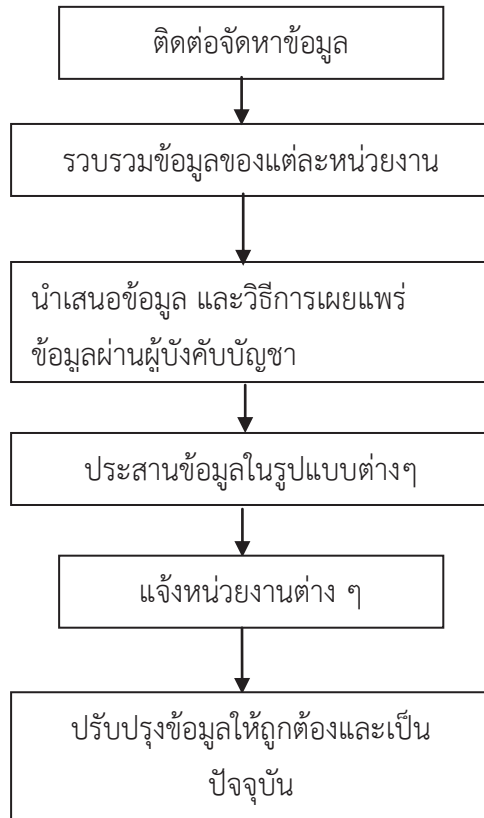 ติดต่อจัดหาข้อมูล
รวบรวมข้อมูลของแต่ละหน่วยงาน
นำเสนอข้อมูล และวิธีการเผยแพร่
ข้อมูลผ่านผู้บังคับบัญชา
ประสานข้อมูลในรูปแบบต่างๆ
แจ้งหน่วยงานต่าง ๆ
ปรับปรุงข้อมูลให้ถูกต้องและเป็น
ปัจจุบัน